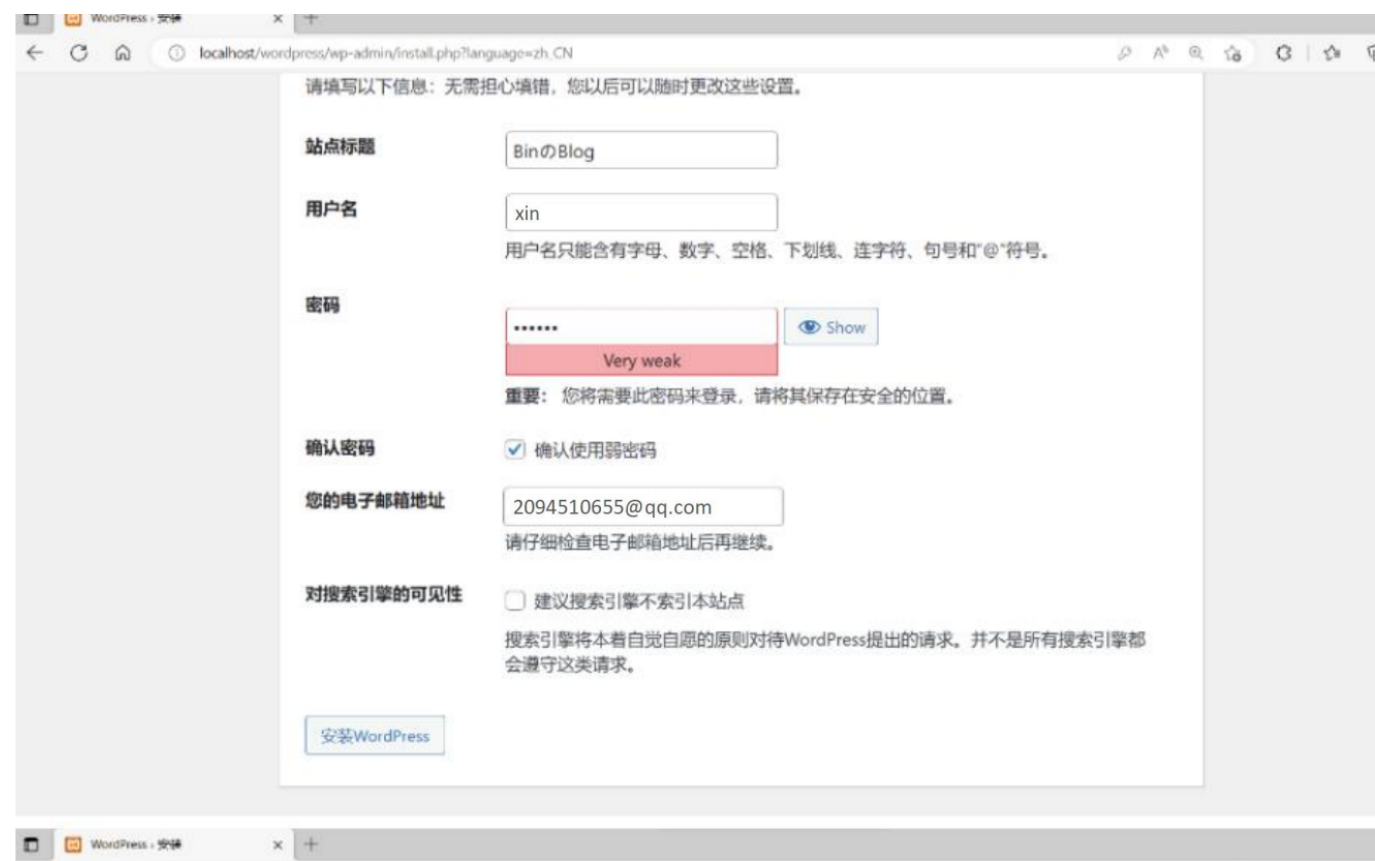 WordPress › 安装
localhost/wordpress/wp-admin/install.php?language=zh_CN
请填写以下信息：无需担心填错，您以后可以随时更改这些设置。
站点标题
BinのBlog
用户名
xin
用户名只能含有字母、数字、空格、下划线、连字符、句号和“@”符号。
密码
••••••
Show
Very weak
重要： 您将需要此密码来登录，请将其保存在安全的位置。
确认密码
确认使用弱密码
您的电子邮箱地址
2094510655@qq.com
请仔细检查电子邮箱地址后再继续。
对搜索引擎的可见性
建议搜索引擎不索引本站点
搜索引擎将本着自觉自愿的原则对待WordPress提出的请求。并不是所有搜索引擎都
会遵守这类请求。
安装WordPress
WordPress › 安装